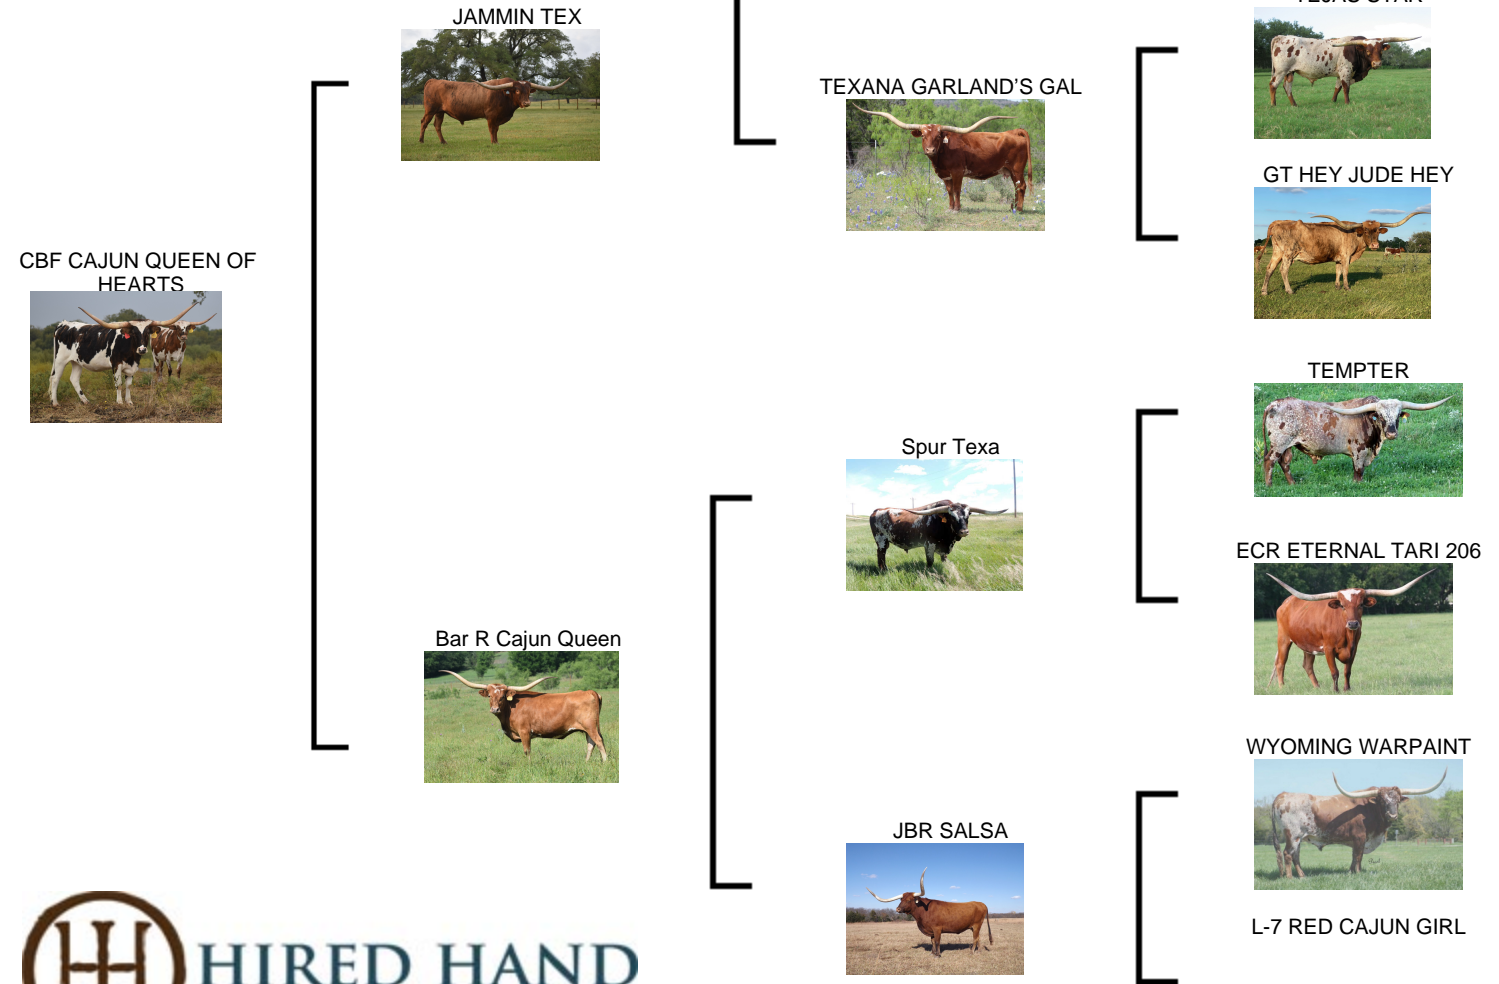 JAMMIN TEX
TEXANA GARLAND'S GAL
GT HEY JUDE HEY
CBF CAJUN QUEEN OF
HEARTS
TEMPTER
Spur Texa
ECR ETERNAL TARI 206
Bar R Cajun Queen
WYOMING WARPAINT
JBR SALSA
L-7 RED CAJUN GIRL
HIRED HAND